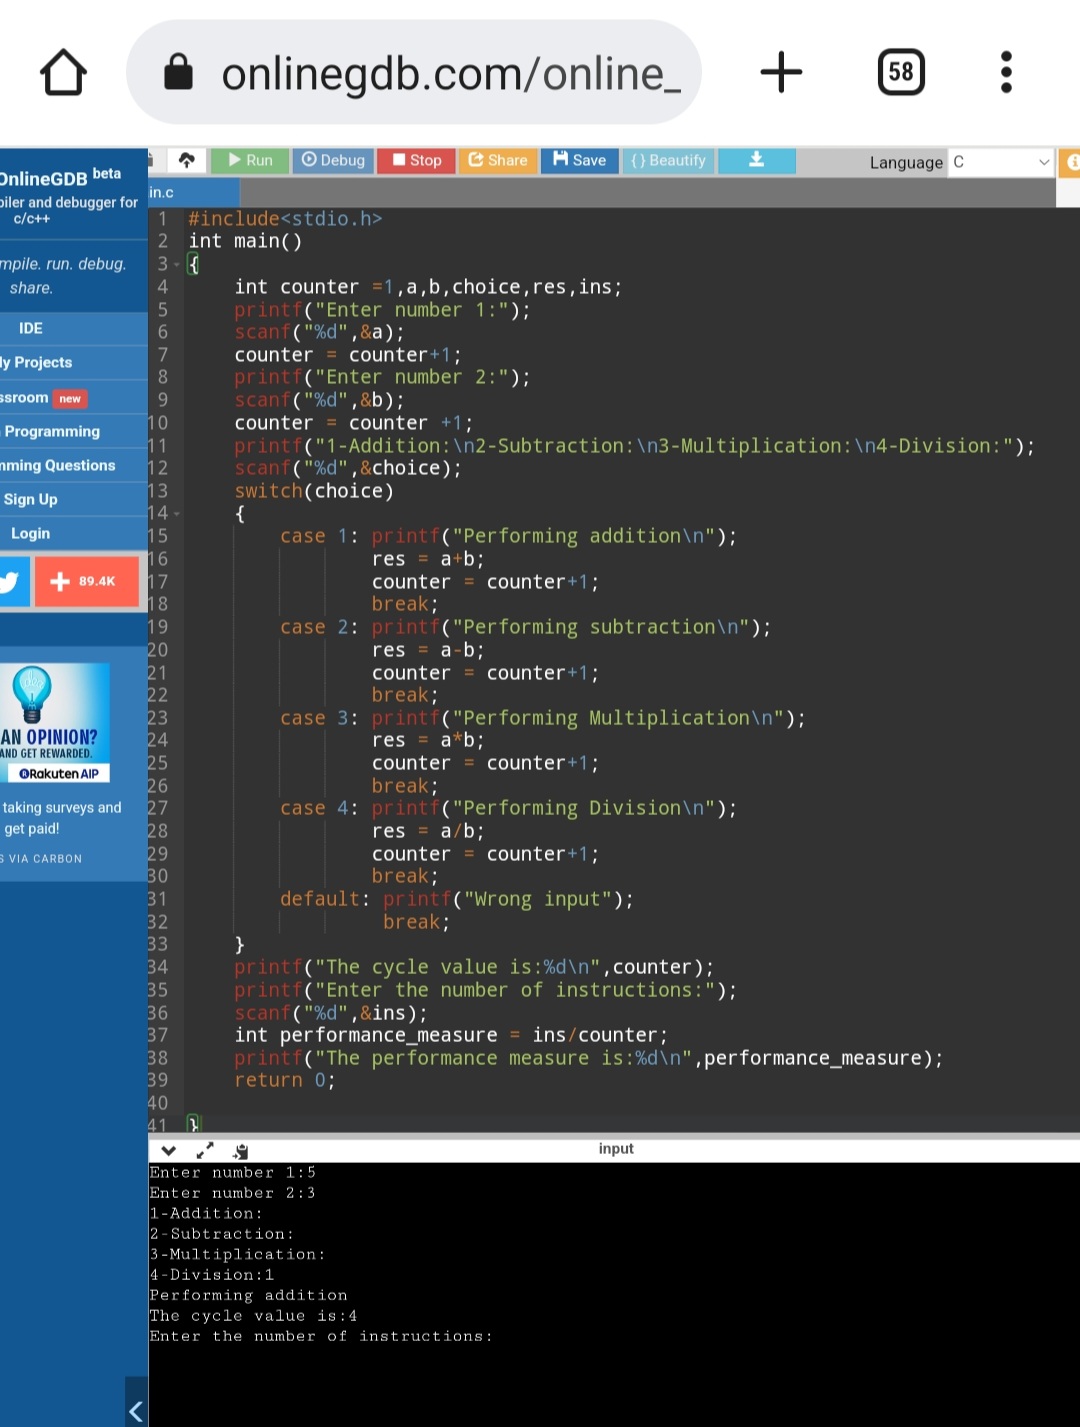 onlinegdb.com/online_
58
OnlineGDB beta
piler and debugger for
c/c++
mpile. run. debug.
share.
IDE
ly Projects
ssroom new
Programming
mming Questions
Sign Up
Login
89.4K
AN OPINION?
AND GET REWARDED.
Rakuten AIP
taking surveys and
get paid!
S VIA CARBON
Run Debug Stop Share Save {} Beautify Language C
in.c
1 #include<stdio.h>
2 int main()
3 {
4 int counter =1,a,b,choice,res,ins;
5 printf("Enter number 1:");
6 scanf("%d",&a);
7 counter = counter+1;
8 printf("Enter number 2:");
9 scanf("%d",&b);
10 counter = counter +1;
11 printf("1-Addition:\n2-Subtraction:\n3-Multiplication:\n4-Division:");
12 scanf("%d",&choice);
13 switch(choice)
14 {
15 case 1: printf("Performing addition\n");
16 res = a+b;
17 counter = counter+1;
18 break;
19 case 2: printf("Performing subtraction\n");
20 res = a-b;
21 counter = counter+1;
22 break;
23 case 3: printf("Performing Multiplication\n");
24 res = a*b;
25 counter = counter+1;
26 break;
27 case 4: printf("Performing Division\n");
28 res = a/b;
29 counter = counter+1;
30 break;
31 default: printf("Wrong input");
32 break;
33 }
34 printf("The cycle value is:%d\n",counter);
35 printf("Enter the number of instructions:");
36 scanf("%d",&ins);
37 int performance_measure = ins/counter;
38 printf("The performance measure is:%d\n",performance_measure);
39 return 0;
40
41 }
input
Enter number 1:5
Enter number 2:3
1-Addition:
2-Subtraction:
3-Multiplication:
4-Division:1
Performing addition
The cycle value is:4
Enter the number of instructions: